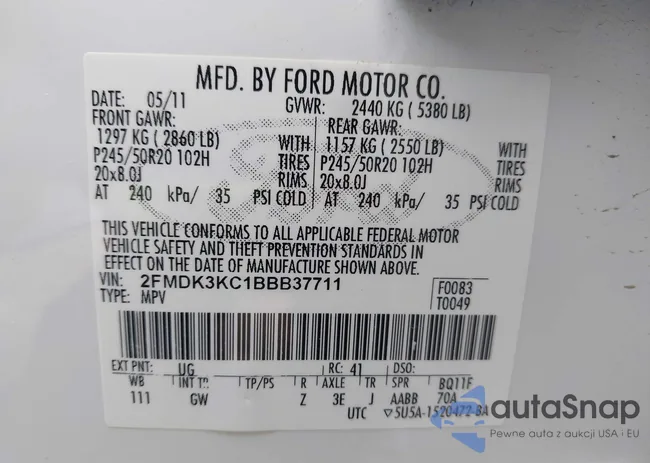 MFD. BY FORD MOTOR CO.
DATE: 05/11 GVWR: 2440 KG ( 5380 LB)
FRONT GAWR: REAR GAWR:
1297 KG ( 2860 LB) WITH 1157 KG ( 2550 LB) WITH
P245/50R20 102H TIRES P245/50R20 102H TIRES
20x8.0J RIMS 20x8.0J RIMS
AT 240 kPa/ 35 PSI COLD AT 240 kPa/ 35 PSI COLD
THIS VEHICLE CONFORMS TO ALL APPLICABLE FEDERAL MOTOR
VEHICLE SAFETY AND THEFT PREVENTION STANDARDS IN
EFFECT ON THE DATE OF MANUFACTURE SHOWN ABOVE.
VIN: 2FMDK3KC1BBB37711 F0083
TYPE: MPV T0049
EXT PNT: UG RC: 41 DSO:
WB INT TR TP/PS R AXLE TR SPR BQ11F
111 GW Z 3E J AABB 70A
UTC ▽5U5A-1520472-BA
autaSnap
Pewne auta z aukcji USA i EU